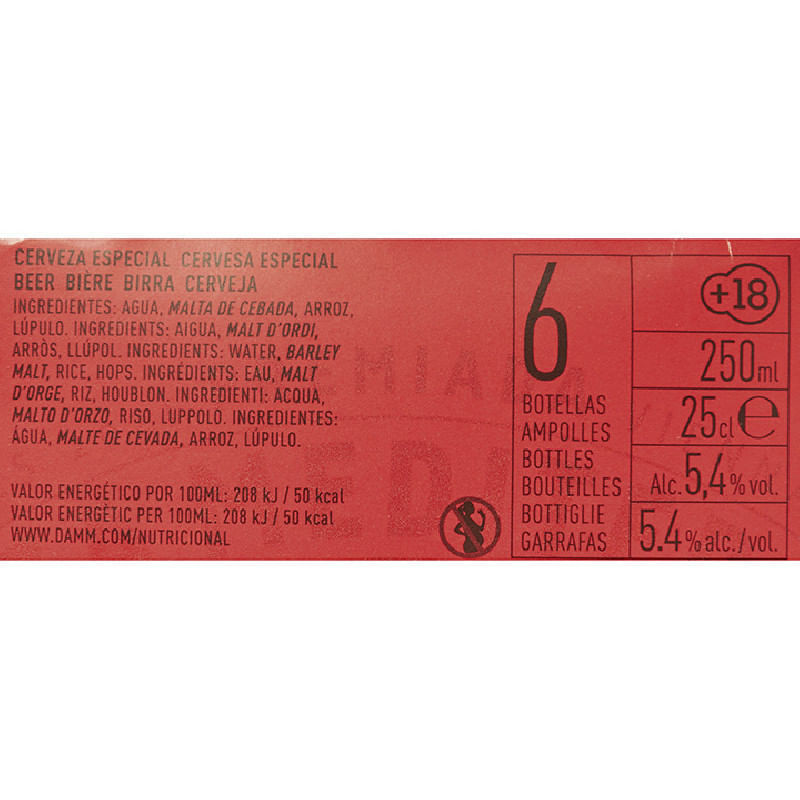 CERVEZA ESPECIAL CERVESA ESPECIAL
BEER BIÈRE BIRRA CERVEJA
INGREDIENTES: AGUA, MALTA DE CEBADA, ARROZ,
LÚPULO. INGREDIENTS: AIGUA, MALT D'ORDI,
ARRÒS, LLÚPOL. INGREDIENTS: WATER, BARLEY
MALT, RICE, HOPS. INGRÉDIENTS: EAU, MALT
D'ORGE, RIZ, HOUBLON. INGREDIENTI: ACQUA,
MALTO D'ORZO, RISO, LUPPOLO. INGREDIENTES:
ÁGUA, MALTE DE CEVADA, ARROZ, LÚPULO.
VALOR ENERGÉTICO POR 100ML: 208 kJ / 50 kcal
VALOR ENERGÈTIC PER 100ML: 208 kJ / 50 kcal
WWW.DAMM.COM/NUTRICIONAL
6
BOTELLAS
AMPOLLES
BOTTLES
BOUTEILLES
BOTTIGLIE
GARRAFAS
+18
250ml
25cl e
Alc. 5,4 % vol.
5.4% alc./vol.